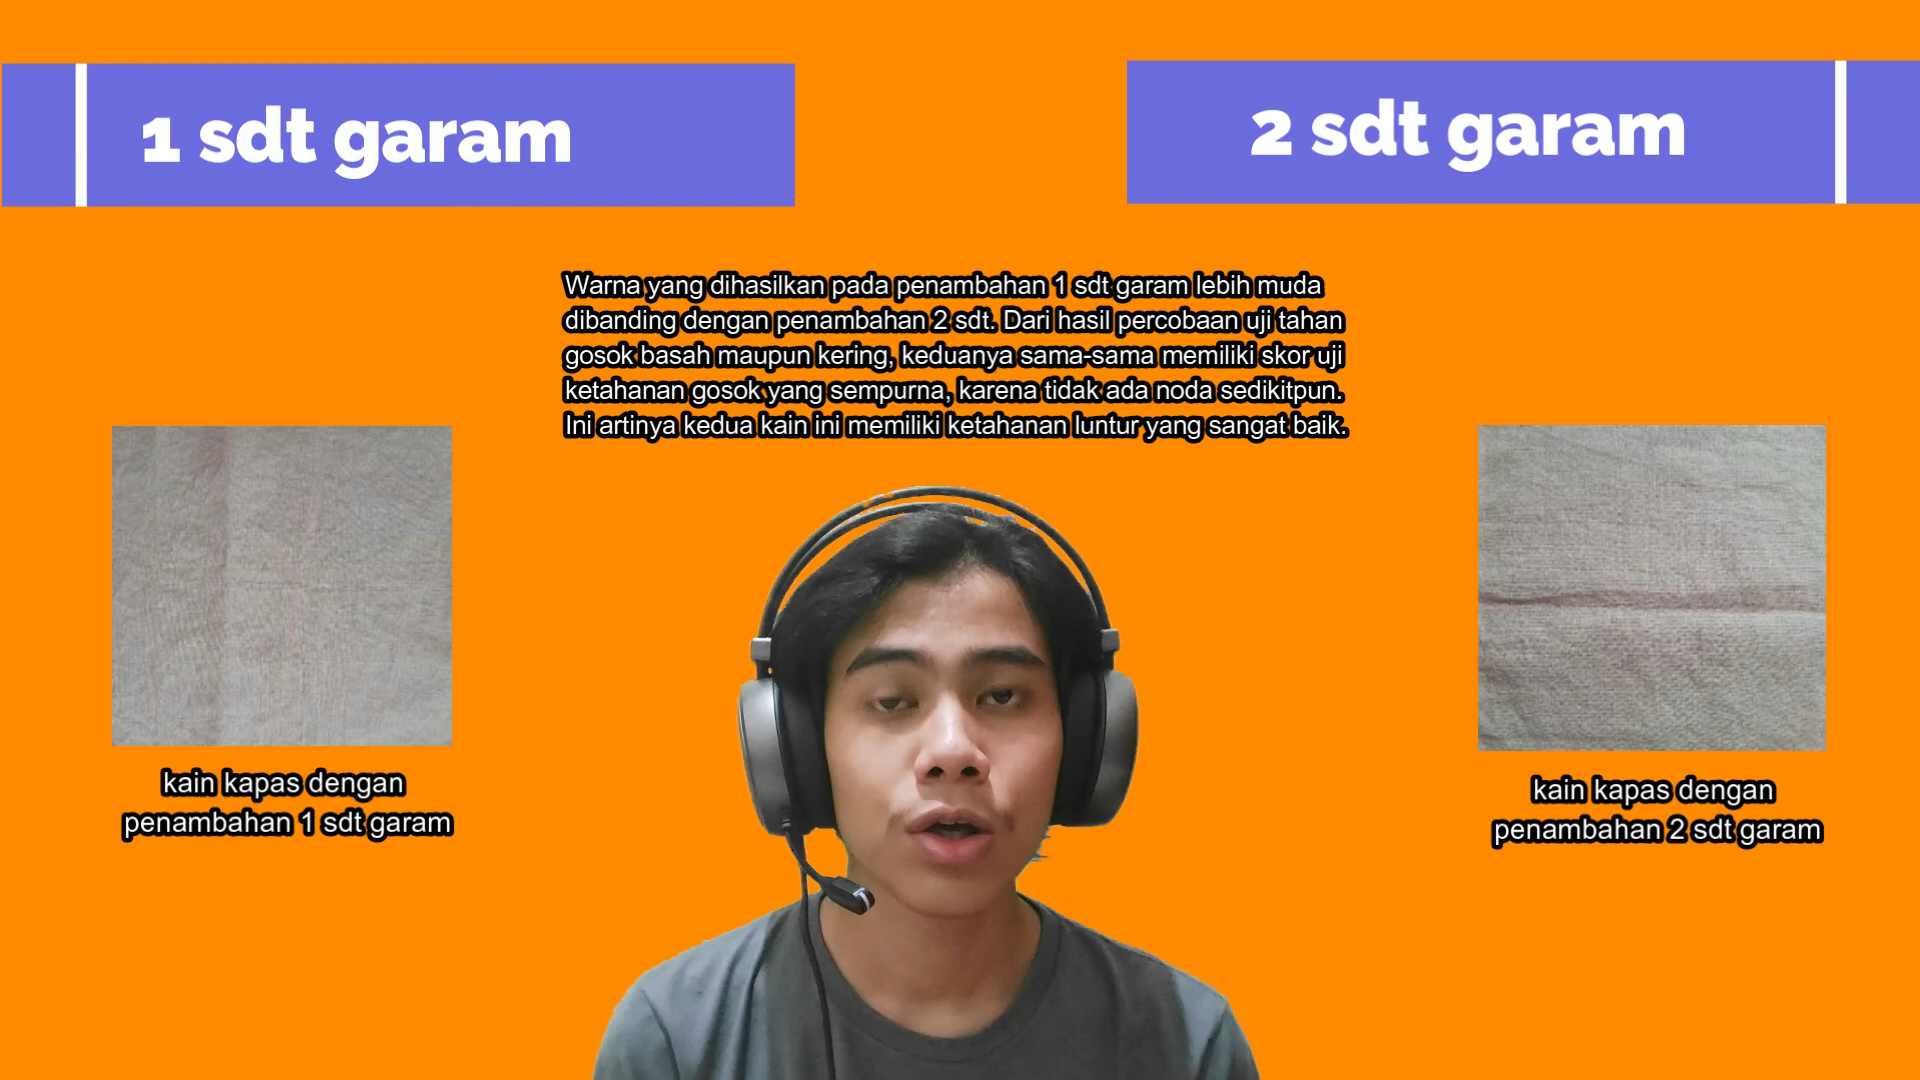 1 sdt garam
2 sdt garam
Warna yang dihasilkan pada penambahan 1 sdt garam lebih muda
dibanding dengan penambahan 2 sdt. Dari hasil percobaan uji tahan
gosok basah maupun kering, keduanya sama-sama memiliki skor uji
ketahanan gosok yang sempurna, karena tidak ada noda sedikitpun.
Ini artinya kedua kain ini memiliki ketahanan luntur yang sangat baik.
kain kapas dengan
penambahan 1 sdt garam
kain kapas dengan
penambahan 2 sdt garam